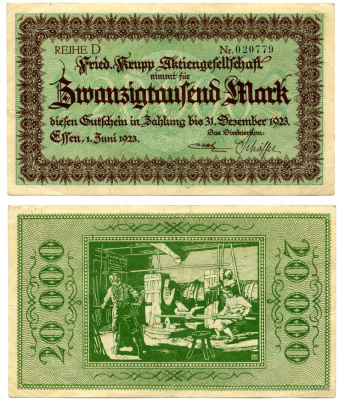 REIHE D Nr. 020779
Fried. Krupp Aktiengesellschaft
nimmt für
Zwanzigtausend Mark
diesen Gutschein in Zahlung bis 31. Dezember 1923.
Essen, 1. Juni 1923. Das Direktorium:
20000
20000